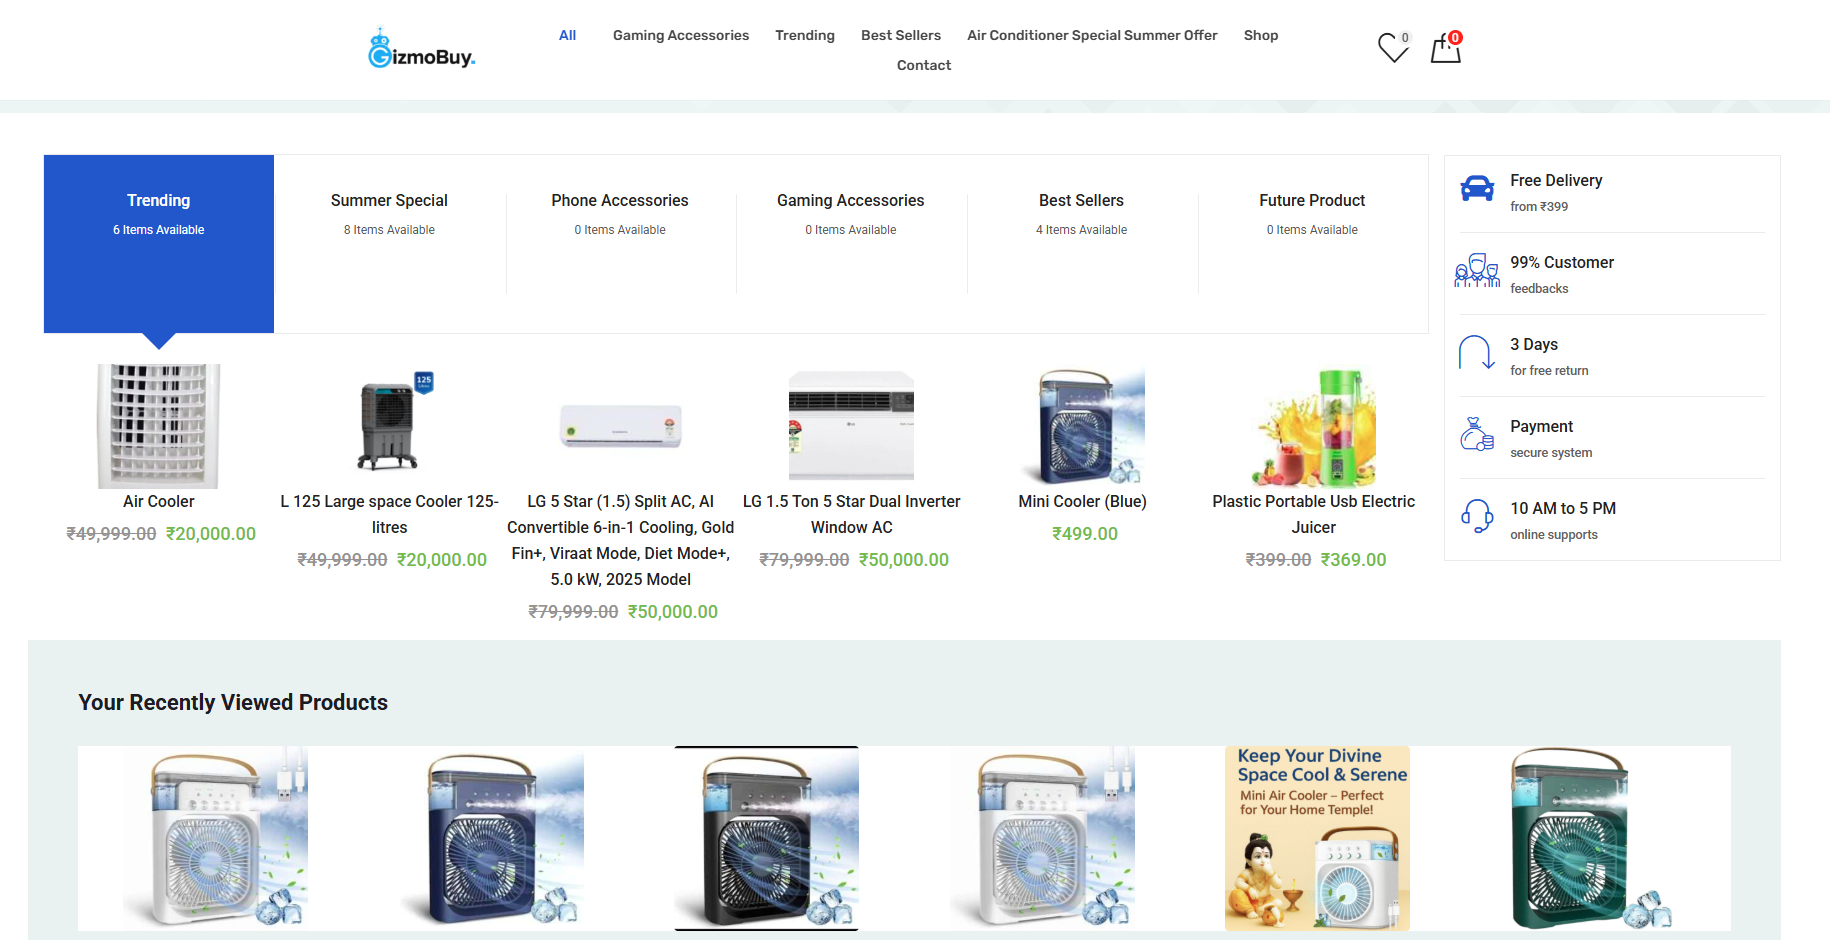 GizmoBuy.
All
Gaming Accessories
Trending
Best Sellers
Air Conditioner Special Summer Offer
Shop
Contact
0
0
Trending
6 Items Available
Summer Special
8 Items Available
Phone Accessories
0 Items Available
Gaming Accessories
0 Items Available
Best Sellers
4 Items Available
Future Product
0 Items Available
Free Delivery
from ₹399
99% Customer
feedbacks
3 Days
for free return
Payment
secure system
10 AM to 5 PM
online supports
125
Air Cooler
₹49,999.00 ₹20,000.00
L 125 Large space Cooler 125-
litres
₹49,999.00 ₹20,000.00
LG 5 Star (1.5) Split AC, AI
Convertible 6-in-1 Cooling, Gold
Fin+, Viraat Mode, Diet Mode+,
5.0 kW, 2025 Model
₹79,999.00 ₹50,000.00
LG 1.5 Ton 5 Star Dual Inverter
Window AC
₹79,999.00 ₹50,000.00
Mini Cooler (Blue)
₹499.00
Plastic Portable Usb Electric
Juicer
₹399.00 ₹369.00
Your Recently Viewed Products
Keep Your Divine
Space Cool & Serene
Mini Air Cooler – Perfect
for Your Home Temple!